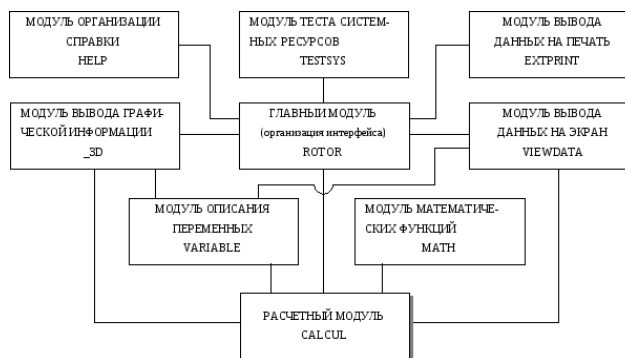 МОДУЛЬ ОРГАНИЗАЦИИ
СПРАВКИ
HELP
МОДУЛЬ ТЕСТА СИСТЕМ-
НЫХ РЕСУРСОВ
TESTSYS
МОДУЛЬ ВЫВОДА
ДАННЫХ НА ПЕЧАТЬ
EXTPRINT
МОДУЛЬ ВЫВОДА ГРАФИ-
ЧЕСКОЙ ИНФОРМАЦИИ
_3D
ГЛАВНЫЙ МОДУЛЬ
(организация интерфейса)
ROTOR
МОДУЛЬ ВЫВОДА
ДАННЫХ НА ЭКРАН
VIEWDATA
МОДУЛЬ ОПИСАНИЯ
ПЕРЕМЕННЫХ
VARIABLE
МОДУЛЬ МАТЕМАТИЧЕ-
СКИХ ФУНКЦИЙ
MATH
РАСЧЕТНЫЙ МОДУЛЬ
CALCUL